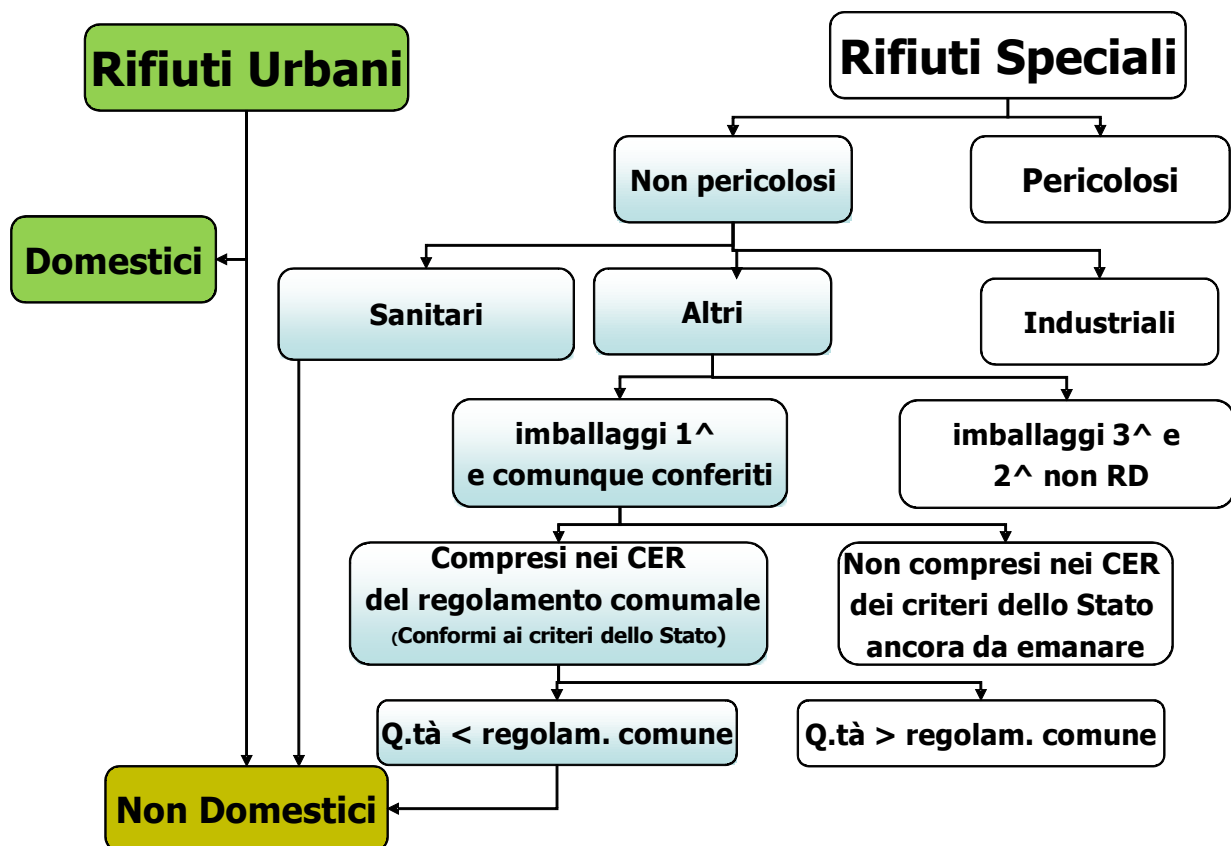 Rifiuti Urbani
Rifiuti Speciali
Non pericolosi
Pericolosi
Domestici
Sanitari
Altri
Industriali
imballaggi 1^
e comunque conferiti
imballaggi 3^ e
2^ non RD
Compresi nei CER
del regolamento comumale
(Conformi ai criteri dello Stato)
Non compresi nei CER
dei criteri dello Stato
ancora da emanare
Q.tà < regolam. comune
Q.tà > regolam. comune
Non Domestici